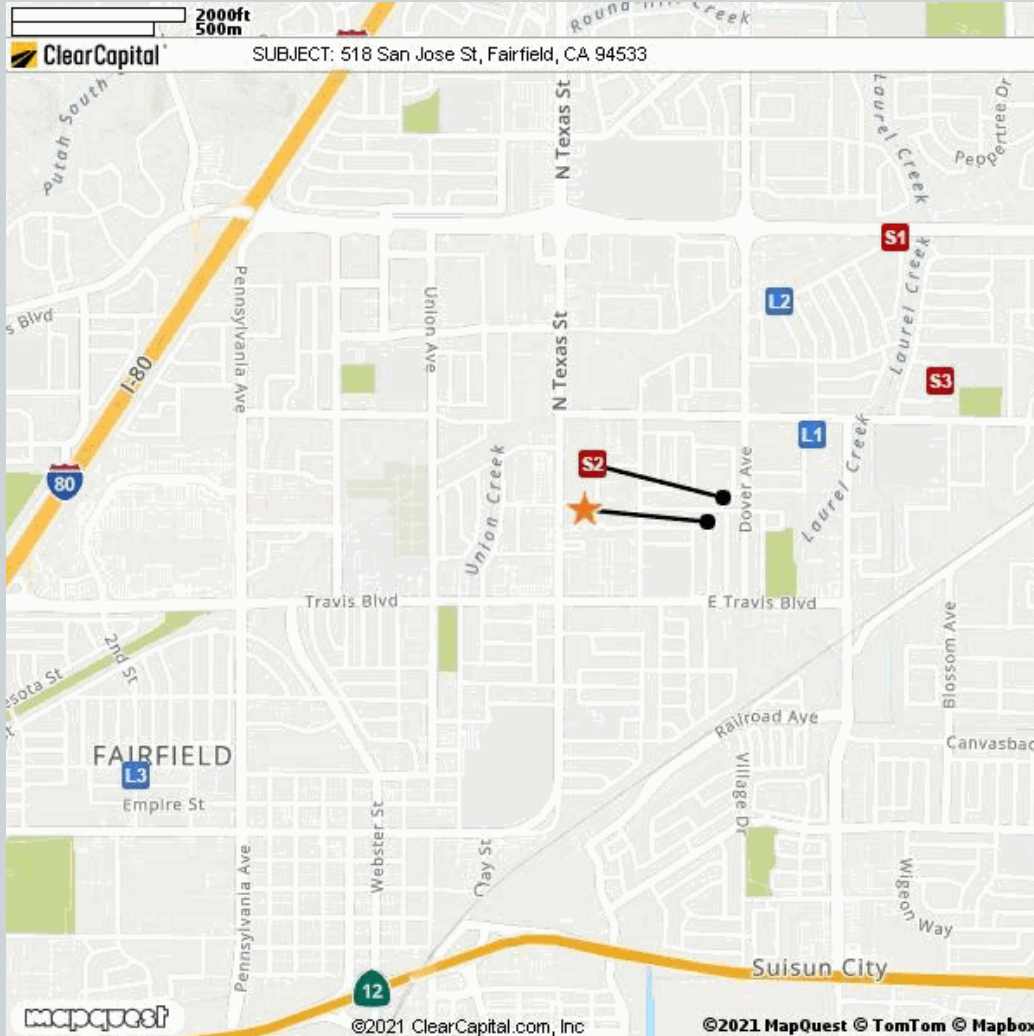 2000ft
500m
Round Hill Creek
ClearCapital
SUBJECT: 518 San Jose St, Fairfield, CA 94533
Putah South
N Texas St
Laurel Creek
Peppertree Dr
S1
Pennsylvania Ave
Union Ave
L2
Laurel Creek
s Blvd
N Texas St
I-80
S3
L1
S2
Union Creek
Dover Ave
Laurel Creek
80
Travis Blvd
E Travis Blvd
2nd St
Blossom Ave
esota St
Railroad Ave
FAIRFIELD
Canvasbac
L3
Village Dr
Empire St
Webster St
Clay St
Pennsylvania Ave
Wigeon Way
Suisun City
12
mapquest
©2021 ClearCapital.com, Inc
©2021 MapQuest © TomTom © Mapbox